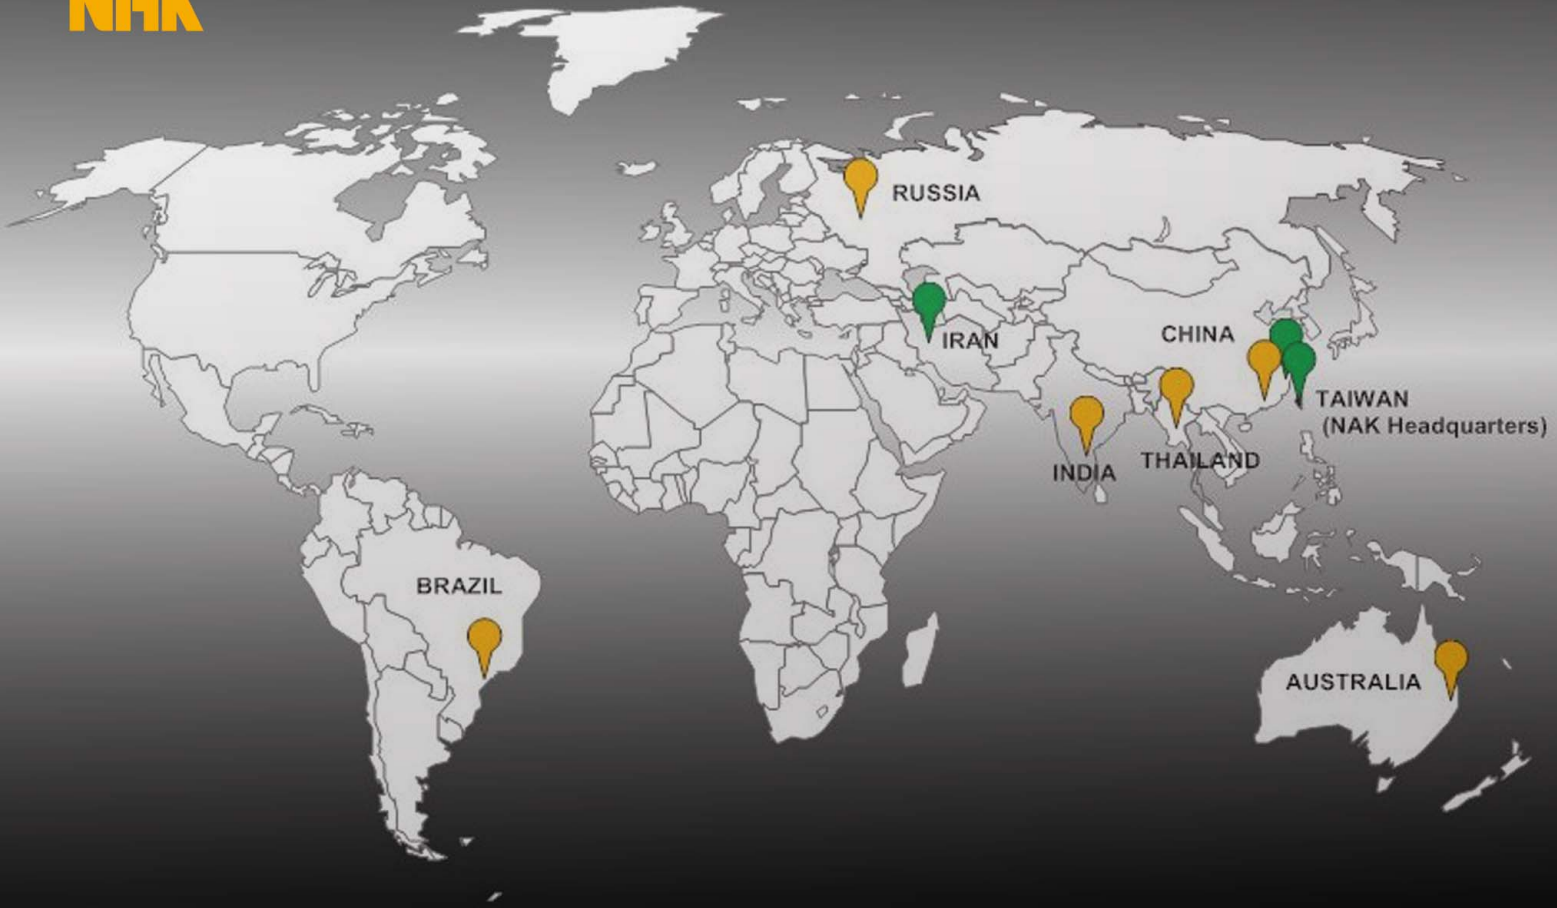 NAK
RUSSIA
IRAN
CHINA
TAIWAN
(NAK Headquarters)
THAILAND
INDIA
BRAZIL
AUSTRALIA